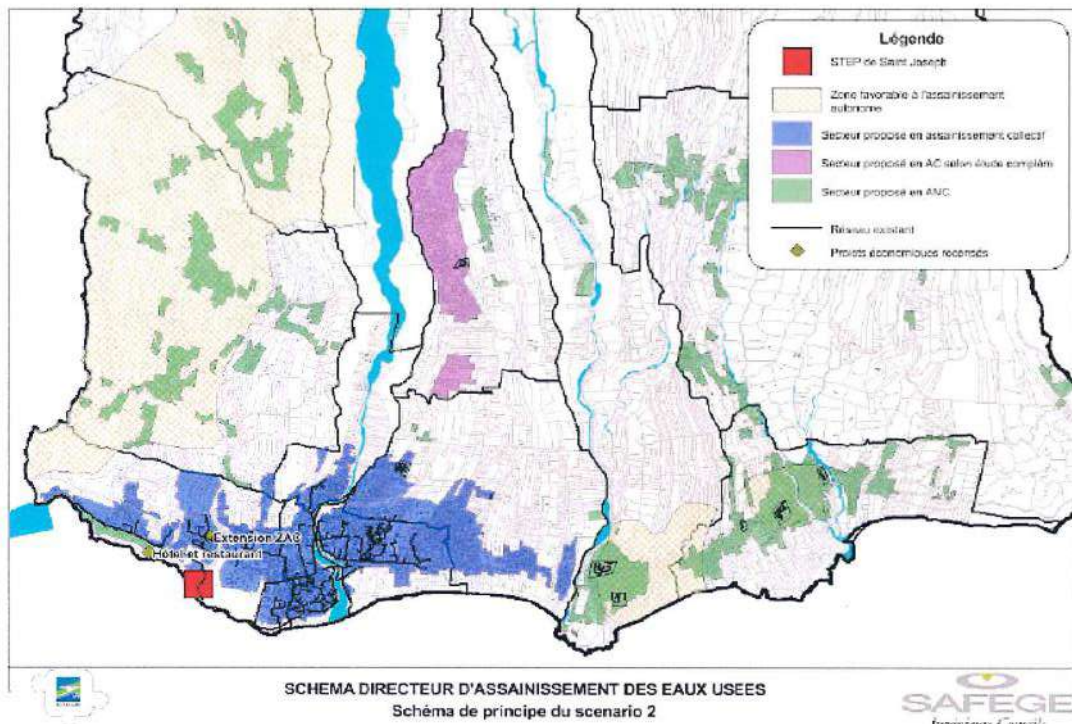 Légende
STEP de Saint Joseph
Zone favorable à l'assainissement
autonome
Secteur proposé en assainissement collectif
Secteur proposé en AC selon étude complém
Secteur proposé en ANC
Réseau existant
Projets économiques recensés
Extension ZAC
Hôtel et restaurant
SCHEMA DIRECTEUR D'ASSAINISSEMENT DES EAUX USEES
Schéma de principe du scenario 2
SAFEGE